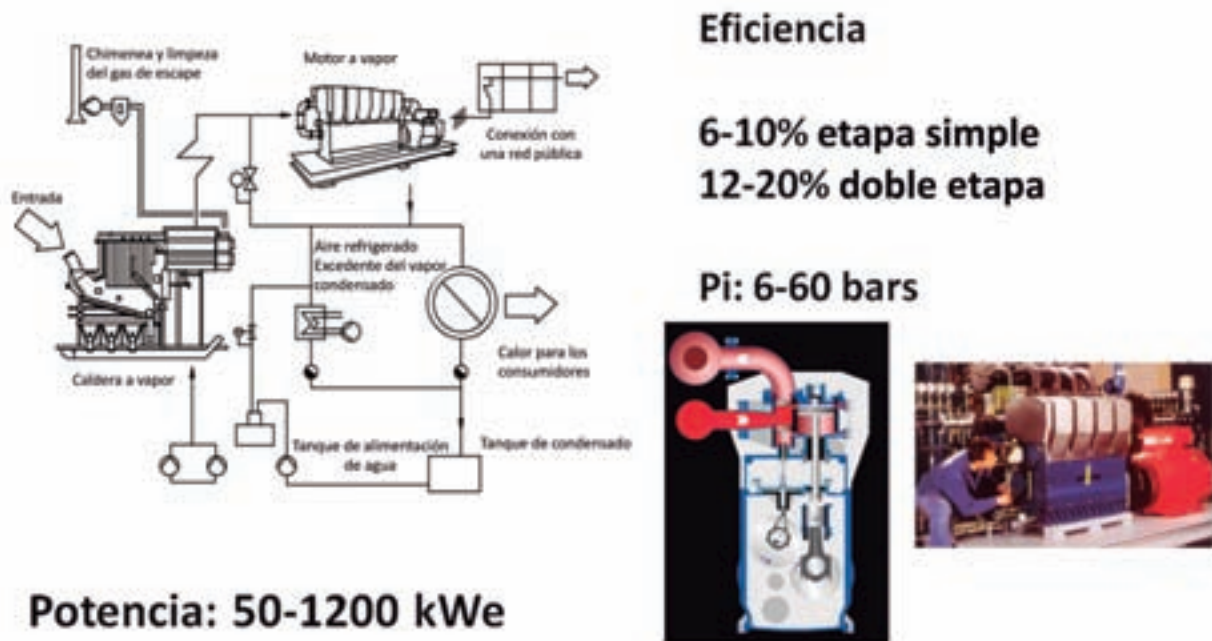 Chimenea y limpeza
del gas de escape
Motor a vapor
Conexión con
una red pública
Entrada
Aire refrigerado
Excedente del vapor
condensado
Caldera a vapor
Calor para los
consumidores
Tanque de alimentación
de agua
Tanque de condensado
Potencia: 50-1200 kWe
Eficiencia
6-10% etapa simple
12-20% doble etapa
Pi: 6-60 bars